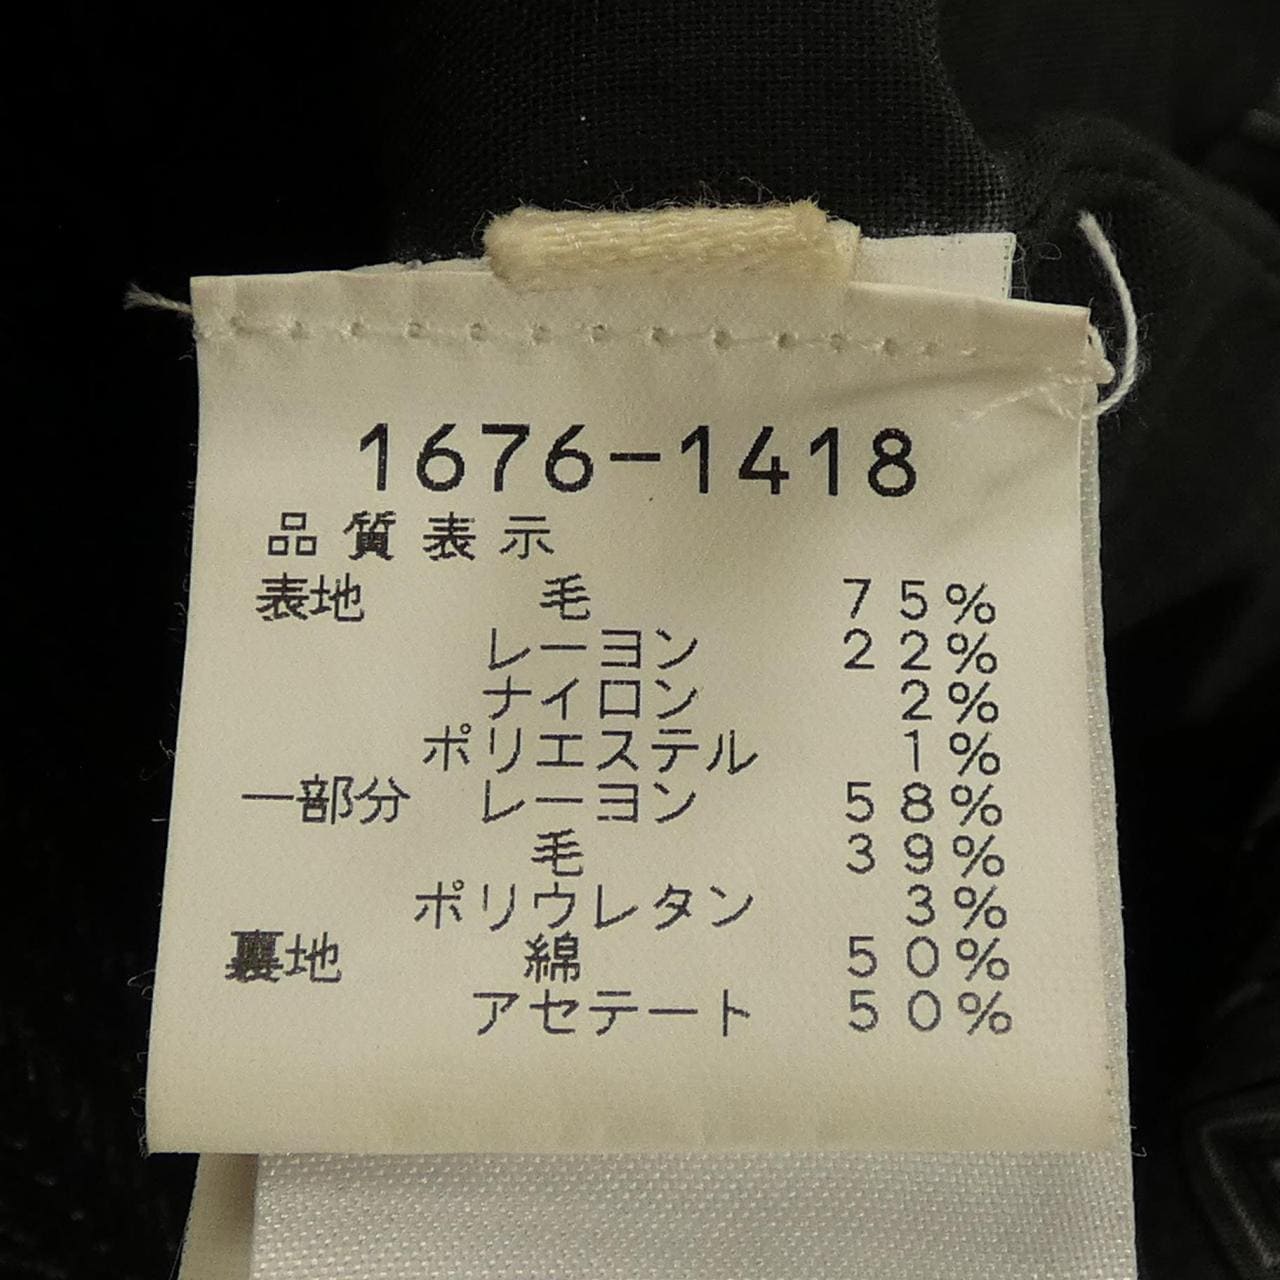 1676-1418
品質表示
表地 毛 75%
レーヨン 22%
ナイロン 2%
ポリエステル 1%
一部分 レーヨン 58%
毛 39%
ポリウレタン 3%
裏地 綿 50%
アセテート 50%